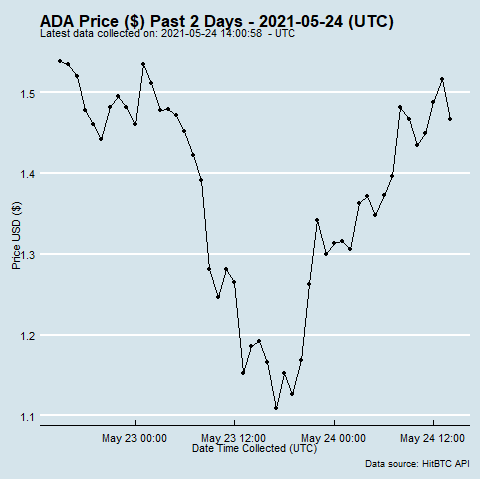 ADA Price ($) Past 2 Days - 2021-05-24 (UTC)
Latest data collected on: 2021-05-24 14:00:58  - UTC
1.5
1.4
1.3
1.2
1.1
Price USD ($)
May 23 00:00 May 23 12:00 May 24 00:00 May 24 12:00
Date Time Collected (UTC)
Data source: HitBTC API